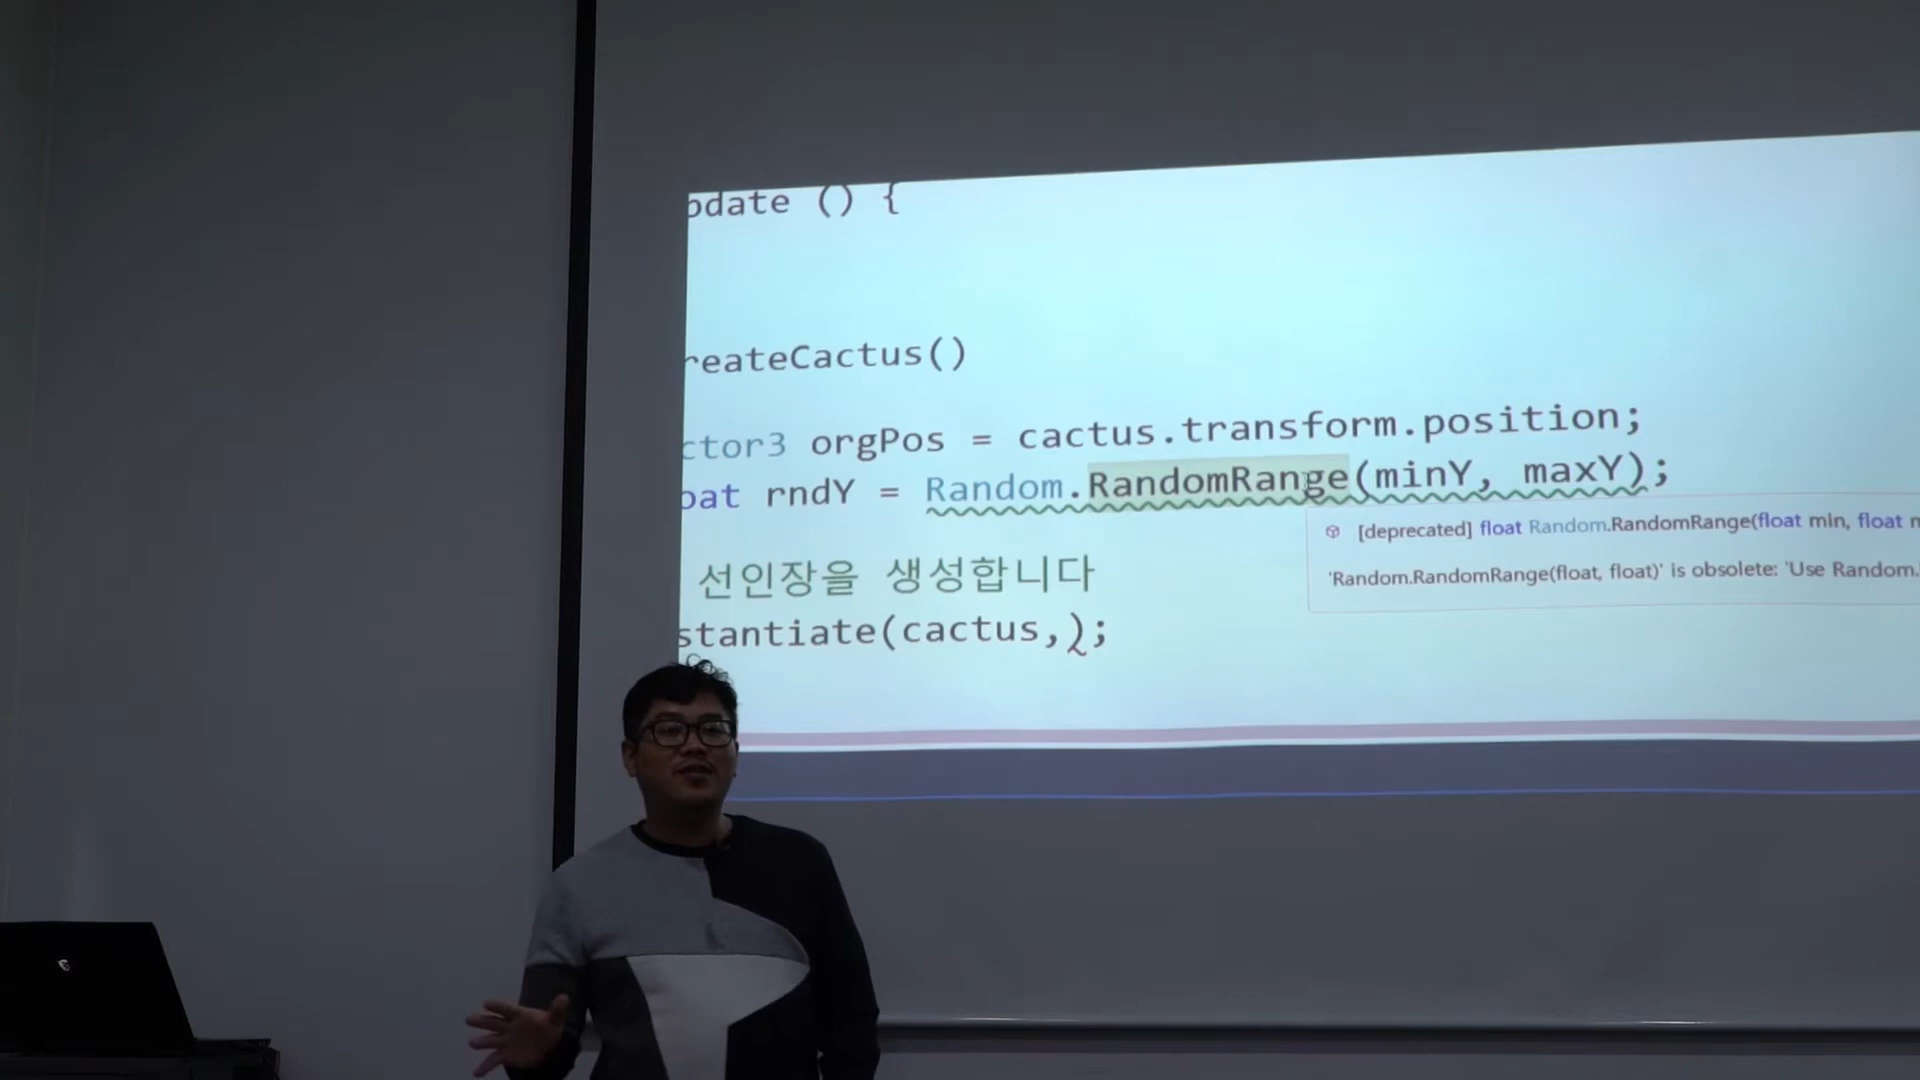 pdate () {
reateCactus()
ctor3 orgPos = cactus.transform.position;
oat rndY = Random.RandomRange(minY, maxY);
[deprecated] float Random.RandomRange(float min, float m
'Random.RandomRange(float, float)' is obsolete: 'Use Random.
선인장을 생성합니다
stantiate(cactus,);